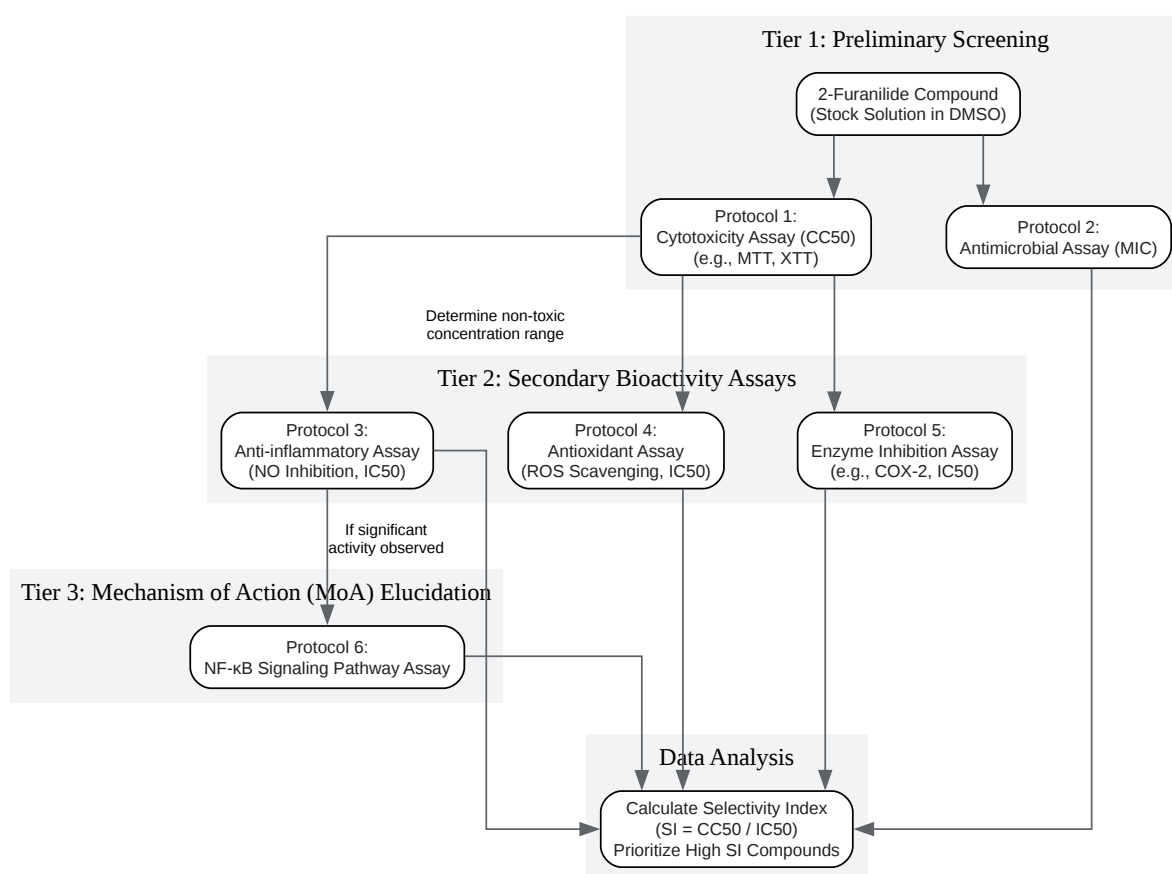 Tier 1: Preliminary Screening
2-Furanilide Compound
(Stock Solution in DMSO)
Protocol 1:
Cytotoxicity Assay (CC50)
(e.g., MTT, XTT)
Protocol 2:
Antimicrobial Assay (MIC)
Determine non-toxic
concentration range
Tier 2: Secondary Bioactivity Assays
Protocol 3:
Anti-inflammatory Assay
(NO Inhibition, IC50)
Protocol 4:
Antioxidant Assay
(ROS Scavenging, IC50)
Protocol 5:
Enzyme Inhibition Assay
(e.g., COX-2, IC50)
If significant
activity observed
Tier 3: Mechanism of Action (MoA) Elucidation
Protocol 6:
NF-κB Signaling Pathway Assay
Data Analysis
Calculate Selectivity Index
(SI = CC50 / IC50)
Prioritize High SI Compounds